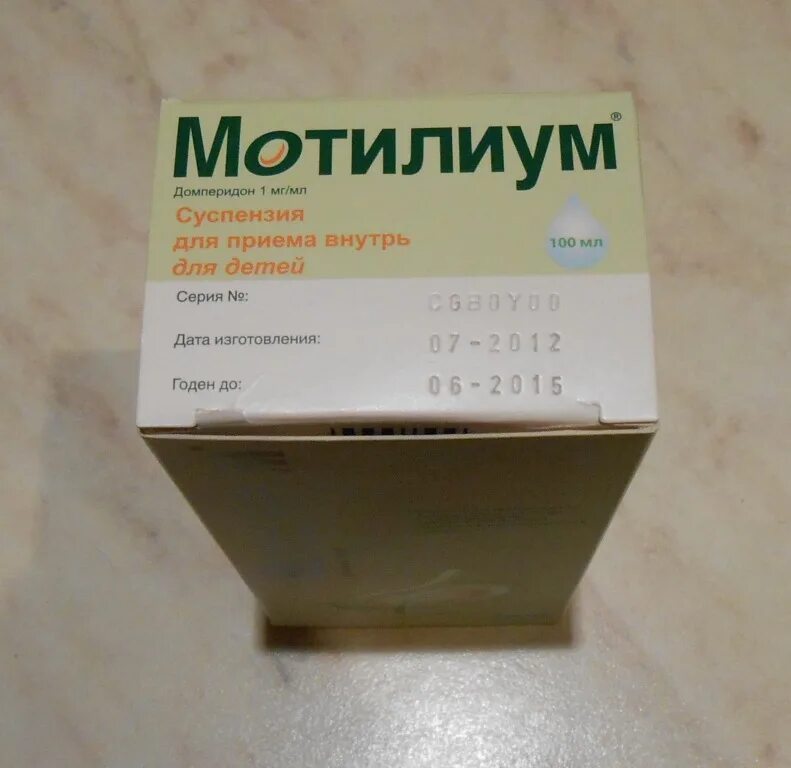 Мотилиум®
Домперидон 1 мг/мл
Суспензия
для приема внутрь
для детей
100 мл
Серия №: CGB0Y00
Дата изготовления: 07-2012
Годен до: 06-2015